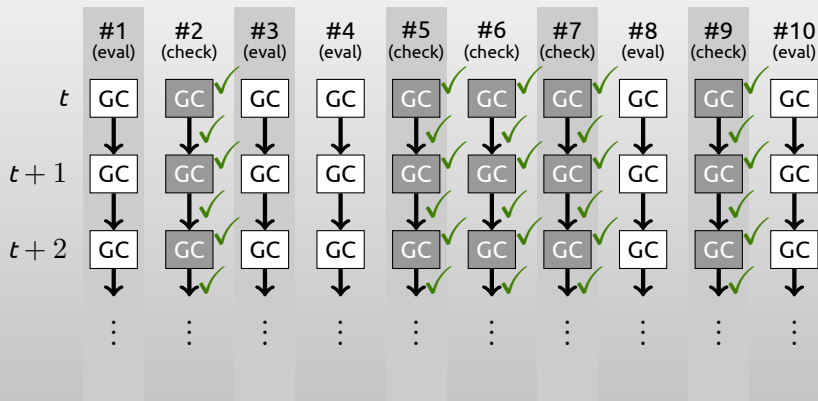 #1 #2 #3 #4 #5 #6 #7 #8 #9 #10
(eval) (check) (eval) (eval) (check) (check) (check) (eval) (check) (eval)
t GC GC GC GC GC GC GC GC GC GC
t + 1 GC GC GC GC GC GC GC GC GC GC
t + 2 GC GC GC GC GC GC GC GC GC GC